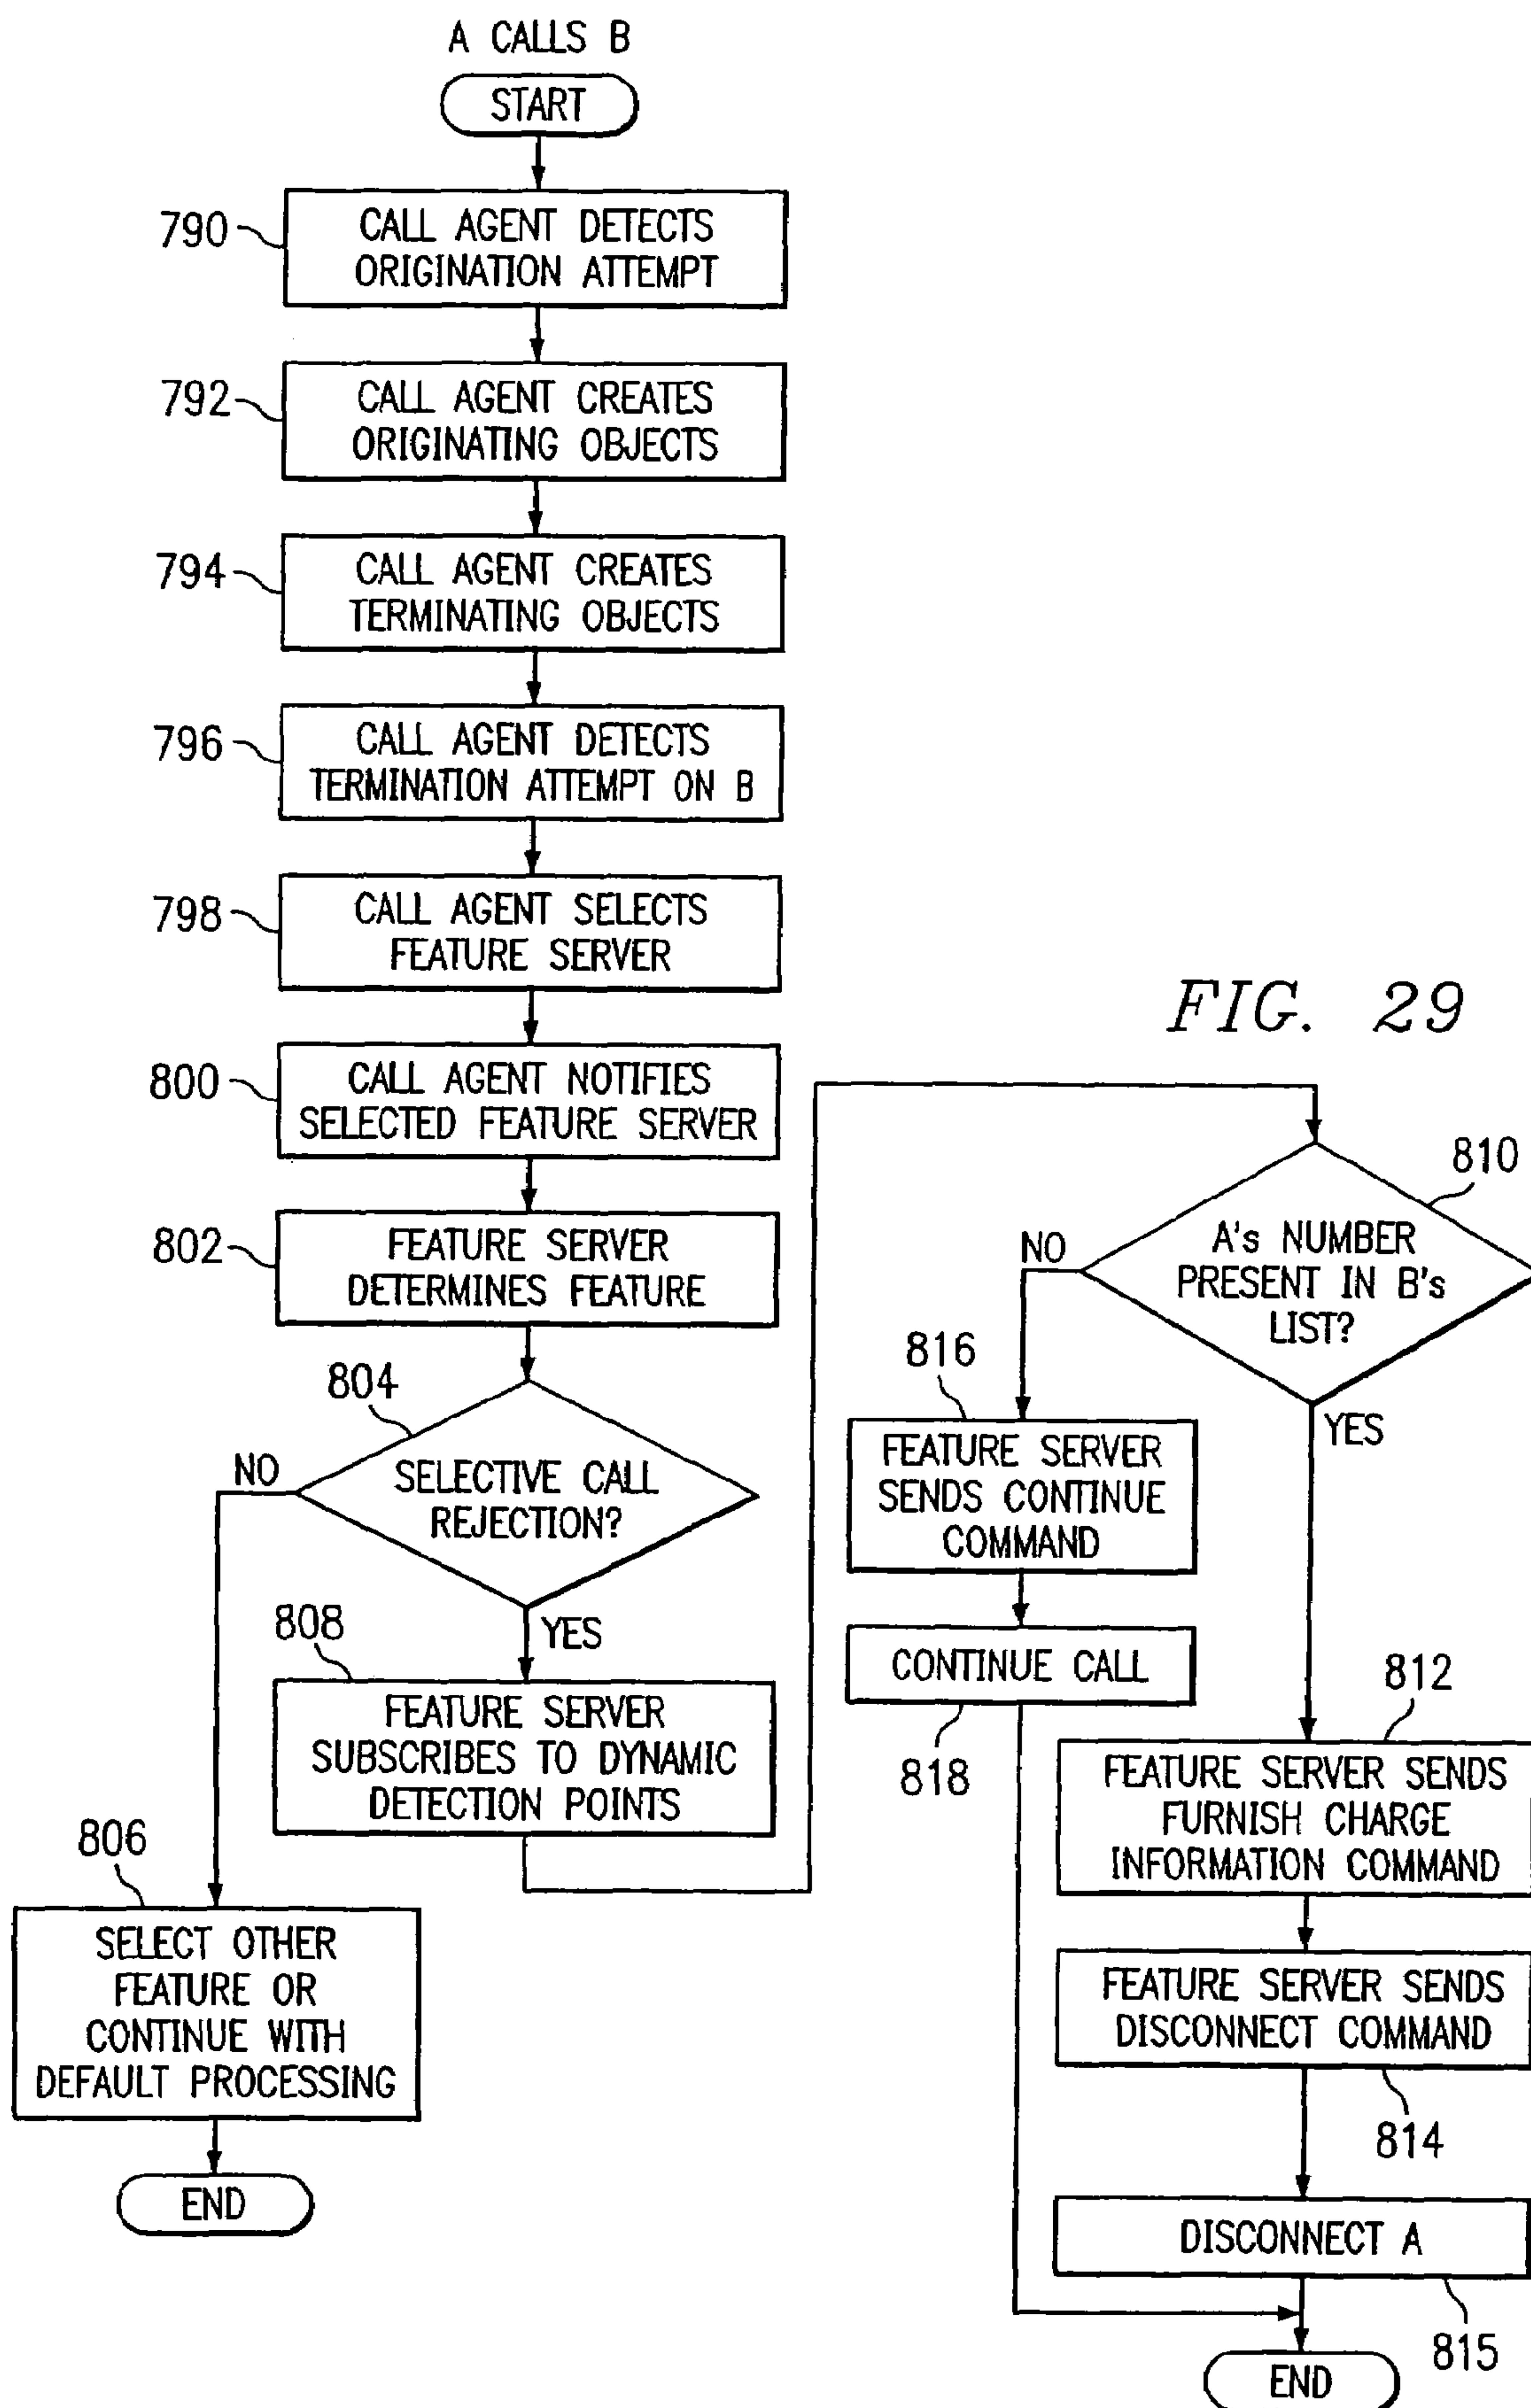 A CALLS B
START
790
CALL AGENT DETECTS
ORIGINATION ATTEMPT
792
CALL AGENT CREATES
ORIGINATING OBJECTS
794
CALL AGENT CREATES
TERMINATING OBJECTS
796
CALL AGENT DETECTS
TERMINATION ATTEMPT ON B
798
CALL AGENT SELECTS
FEATURE SERVER
800
CALL AGENT NOTIFIES
SELECTED FEATURE SERVER
802
FEATURE SERVER
DETERMINES FEATURE
804
SELECTIVE CALL
REJECTION?
NO
YES
808
FEATURE SERVER
SUBSCRIBES TO DYNAMIC
DETECTION POINTS
806
SELECT OTHER
FEATURE OR
CONTINUE WITH
DEFAULT PROCESSING
END
FIG. 29
810
A's NUMBER
PRESENT IN B's
LIST?
NO
YES
816
FEATURE SERVER
SENDS CONTINUE
COMMAND
CONTINUE CALL
818
812
FEATURE SERVER SENDS
FURNISH CHARGE
INFORMATION COMMAND
FEATURE SERVER SENDS
DISCONNECT COMMAND
814
DISCONNECT A
815
END